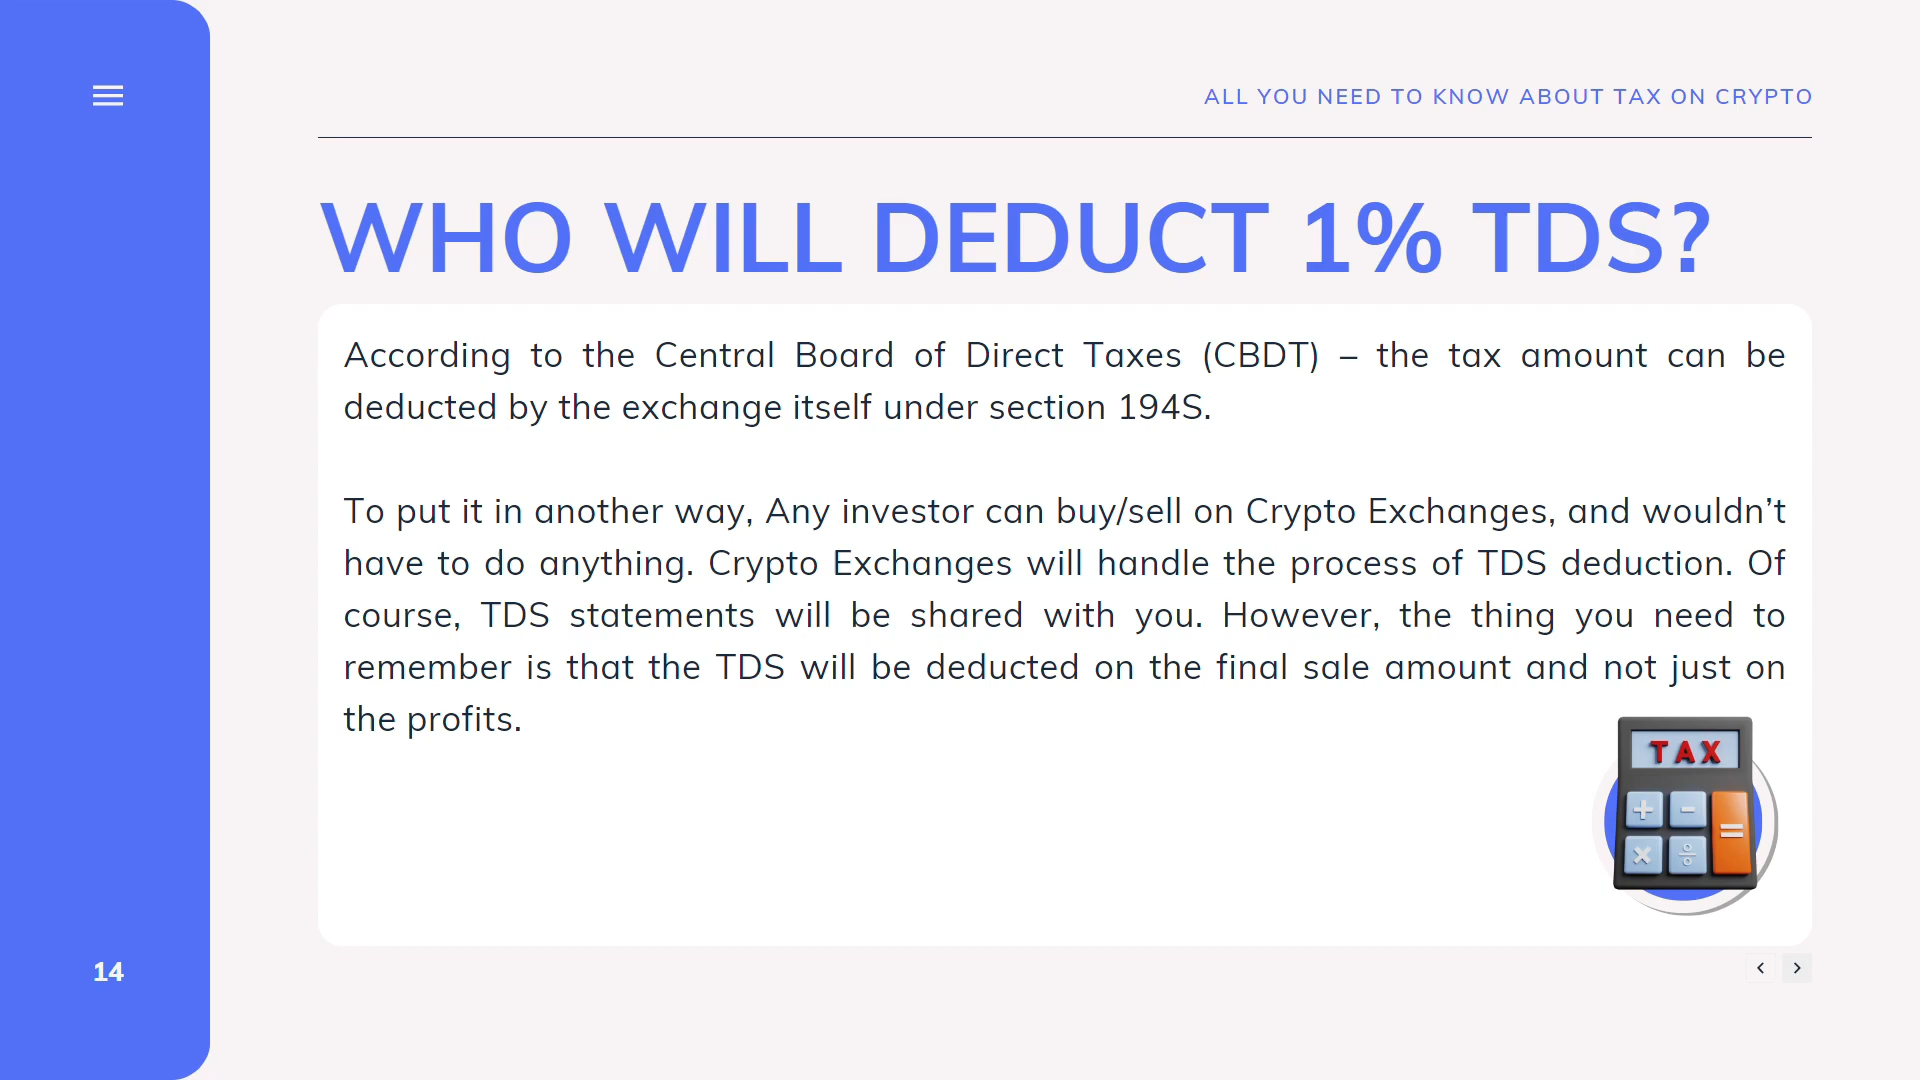 ALL YOU NEED TO KNOW ABOUT TAX ON CRYPTO
WHO WILL DEDUCT 1% TDS?
According to the Central Board of Direct Taxes (CBDT) – the tax amount can be
deducted by the exchange itself under section 194S.
To put it in another way, Any investor can buy/sell on Crypto Exchanges, and wouldn’t
have to do anything. Crypto Exchanges will handle the process of TDS deduction. Of
course, TDS statements will be shared with you. However, the thing you need to
remember is that the TDS will be deducted on the final sale amount and not just on
the profits.
TAX
+ −
=
× ÷
14